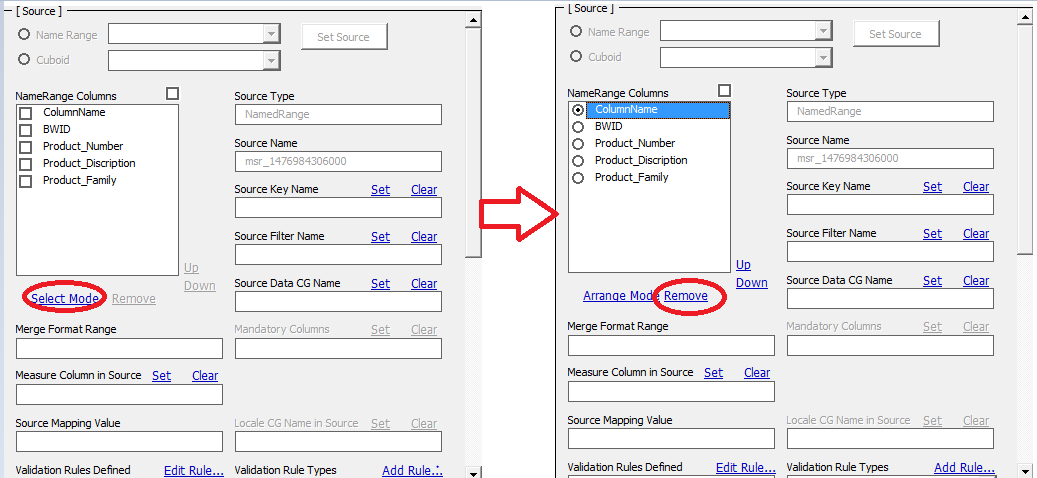 [ Source ]
Name Range
Set Source
Cuboid
NameRange Columns
ColumnName
BWID
Product_Number
Product_Discription
Product_Family
Up
Down
Select Mode Remove
Source Type
NamedRange
Source Name
msr_1476984306000
Source Key Name Set Clear
Source Filter Name Set Clear
Source Data CG Name Set Clear
Merge Format Range
Mandatory Columns Set Clear
Measure Column in Source Set Clear
Source Mapping Value
Locale CG Name in Source Set Clear
Validation Rules Defined Edit Rule...
Validation Rule Types Add Rule...
[ Source ]
Name Range
Set Source
Cuboid
NameRange Columns
ColumnName
BWID
Product_Number
Product_Discription
Product_Family
Up
Down
Arrange Mode Remove
Source Type
NamedRange
Source Name
msr_1476984306000
Source Key Name Set Clear
Source Filter Name Set Clear
Source Data CG Name Set Clear
Merge Format Range
Mandatory Columns Set Clear
Measure Column in Source Set Clear
Source Mapping Value
Locale CG Name in Source Set Clear
Validation Rules Defined Edit Rule...
Validation Rule Types Add Rule...